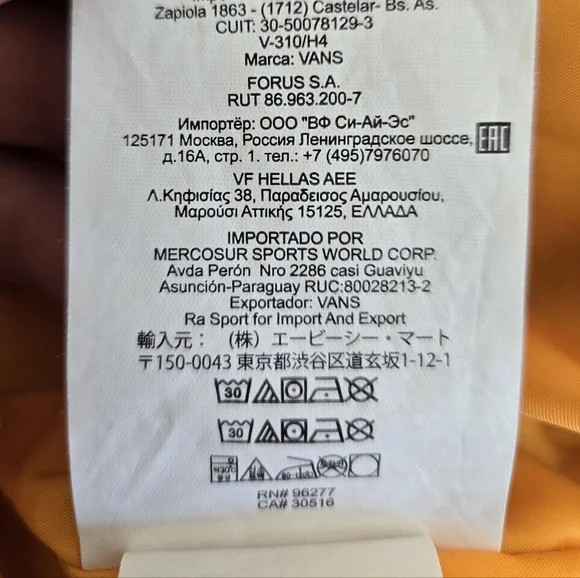 Zapiola 1863 - (1712) Castelar- Bs. As.
CUIT: 30-50078129-3
V-310/H4
Marca: VANS
FORUS S.A.
RUT 86.963.200-7
Импортёр: ООО "ВФ Си-Ай-Эс"
125171 Москва, Россия Ленинградское шоссе,
д.16А, стр. 1. тел.: +7 (495)7976070
EAC
VF HELLAS AEE
Λ.Κηφισίας 38, Παραδεισος Αμαρουσίου,
Μαρούσι Αττικής 15125, ΕΛΛΑΔΑ
IMPORTADO POR
MERCOSUR SPORTS WORLD CORP.
Avda Perón Nro 2286 casi Guaviyu
Asunción-Paraguay RUC:80028213-2
Exportador: VANS
Ra Sport for Import And Export
輸入元： （株）エービーシー・マート
〒150-0043 東京都渋谷区道玄坂1-12-1
30
30
RN# 96277
CA# 30516